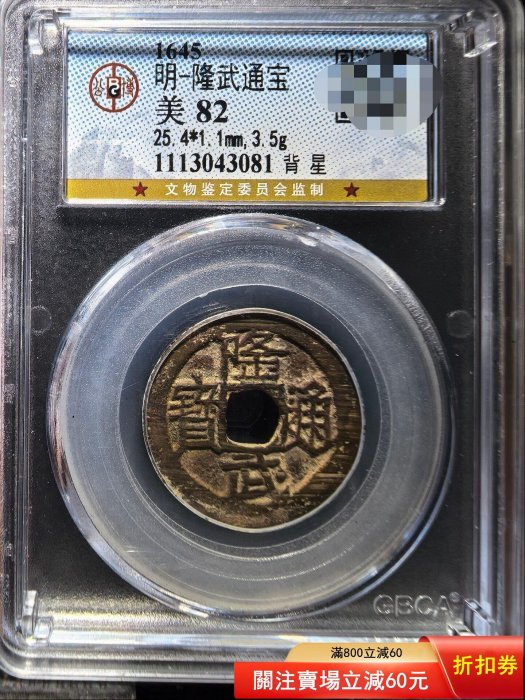 1645
明-隆武通宝
美 82
25.4*1.1mm,3.5g
1113043081 背 星
★ 文物鉴定委员会监制 ★
隆武通寶
GBCA
滿800立減60
關注賣場立減60元
折扣券